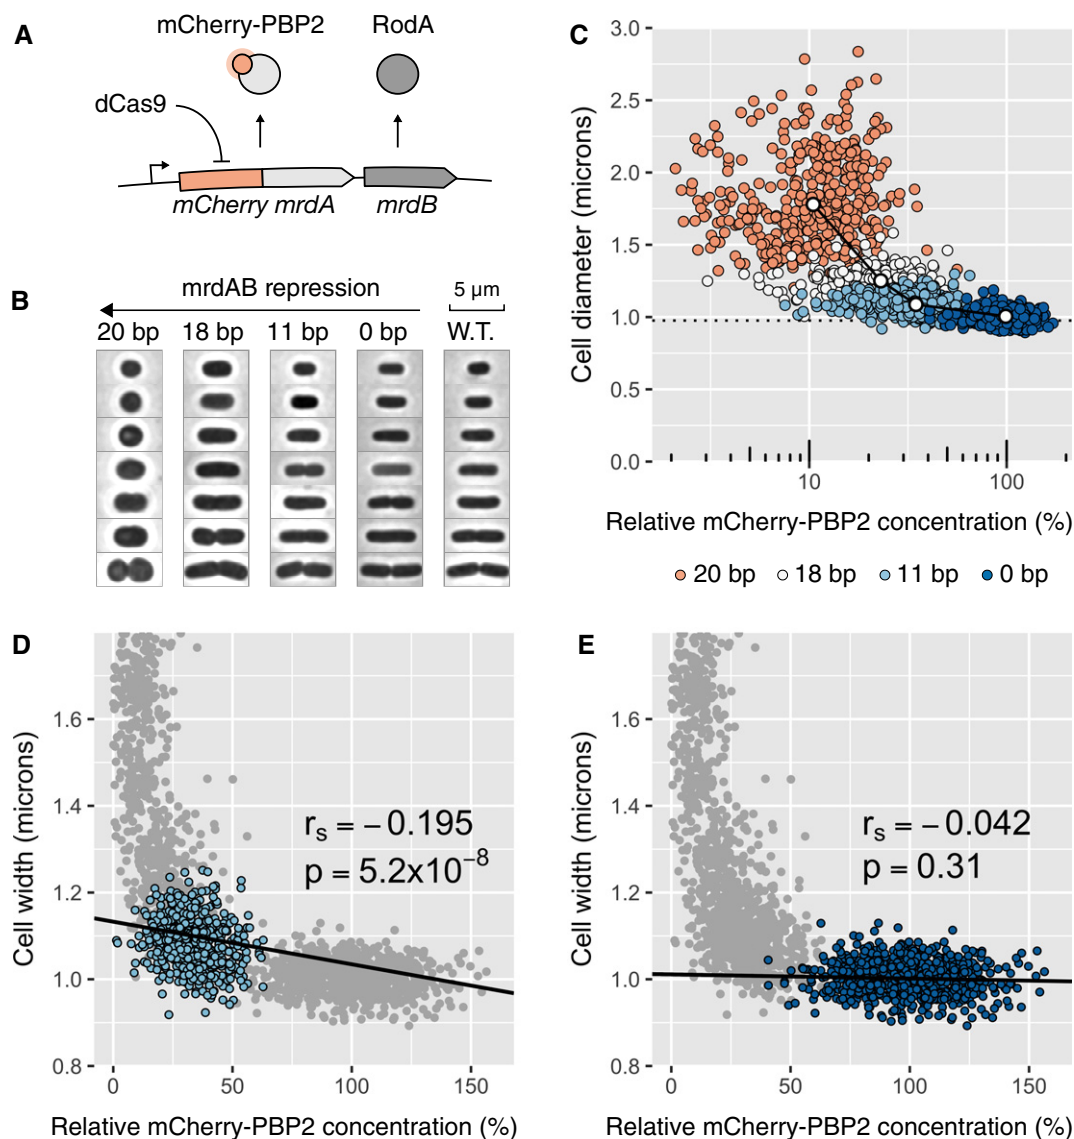 A
mCherry-PBP2
RodA
dCas9
mCherry mrdA
mrdB
B
mrdAB repression
5 µm
20 bp
18 bp
11 bp
0 bp
W.T.
C
Cell diameter (microns)
3.0
2.5
2.0
1.5
1.0
0.5
0.0
10
100
Relative mCherry-PBP2 concentration (%)
20 bp
18 bp
11 bp
0 bp
D
Cell width (microns)
1.6
1.4
1.2
1.0
0.8
rs = −0.195
p = 5.2x10−8
0
50
100
150
Relative mCherry-PBP2 concentration (%)
E
Cell width (microns)
1.6
1.4
1.2
1.0
0.8
rs = −0.042
p = 0.31
0
50
100
150
Relative mCherry-PBP2 concentration (%)